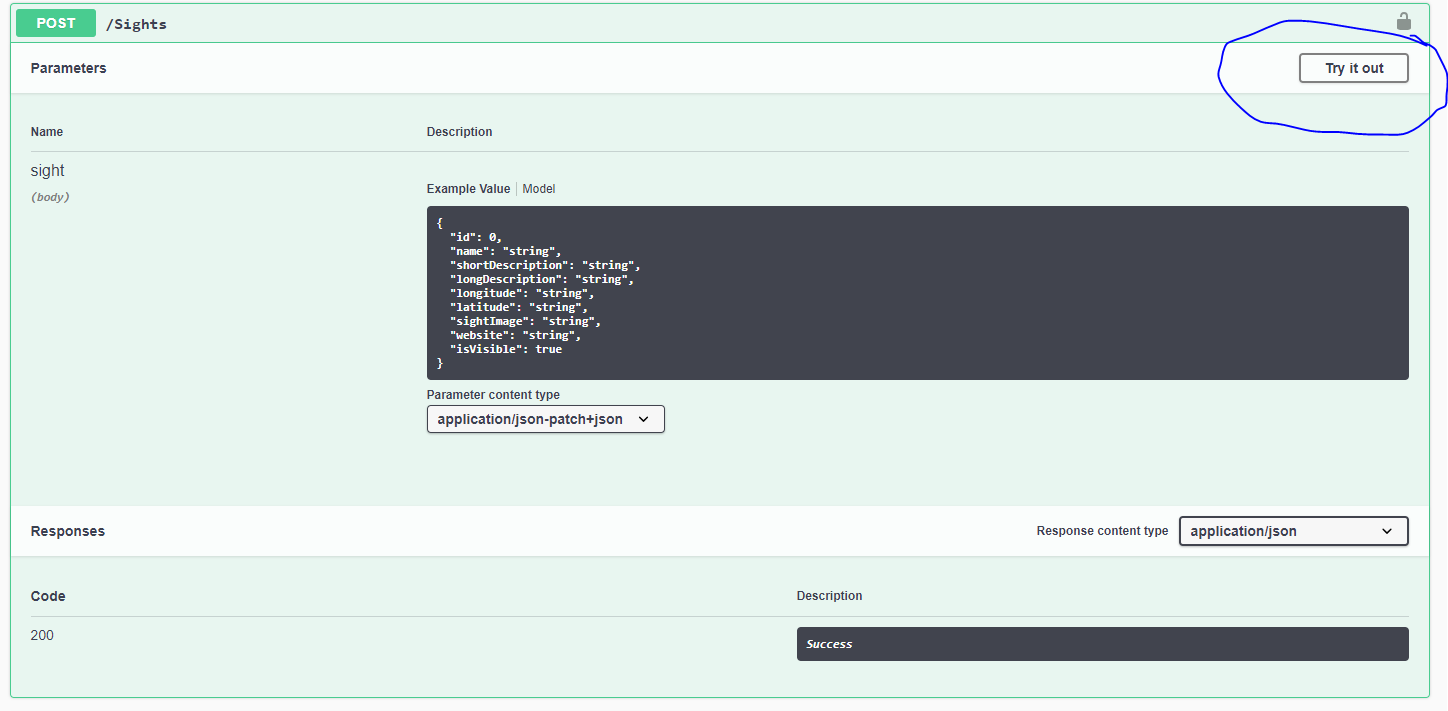 POST /Sights
Parameters
Try it out
Name Description
sight
(body)
Example Value Model
{
"id": 0,
"name": "string",
"shortDescription": "string",
"longDescription": "string",
"longitude": "string",
"latitude": "string",
"sightImage": "string",
"website": "string",
"isVisible": true
}
Parameter content type
application/json-patch+json
Responses Response content type application/json
Code Description
200 Success